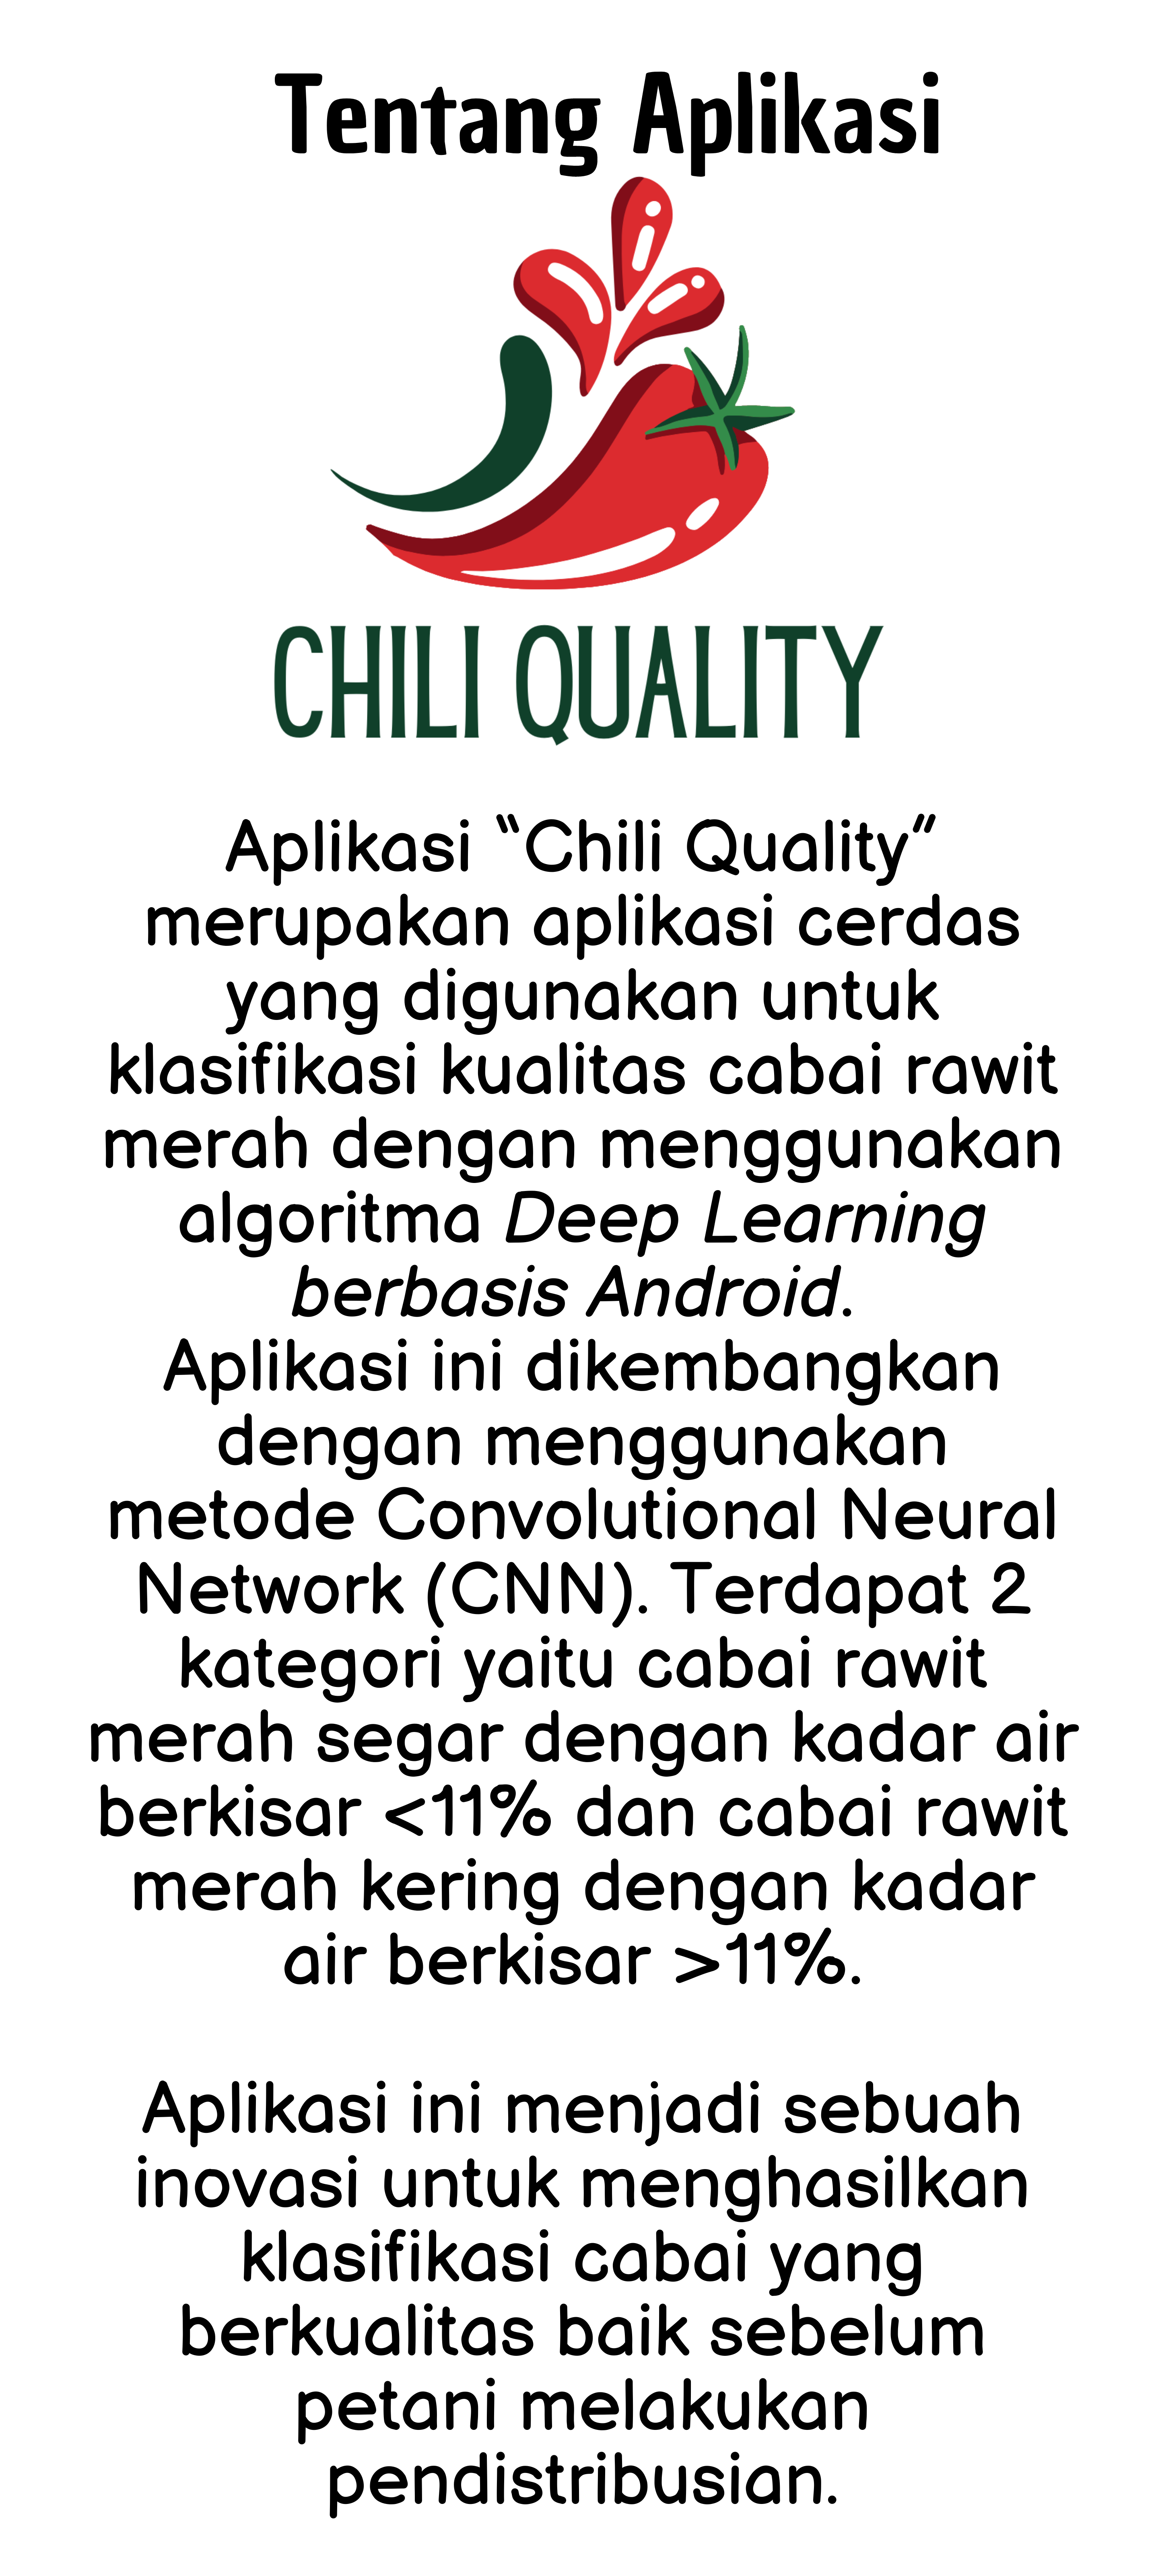 Tentang Aplikasi
CHILI QUALITY
Aplikasi “Chili Quality”
merupakan aplikasi cerdas
yang digunakan untuk
klasifikasi kualitas cabai rawit
merah dengan menggunakan
algoritma Deep Learning
berbasis Android.
Aplikasi ini dikembangkan
dengan menggunakan
metode Convolutional Neural
Network (CNN). Terdapat 2
kategori yaitu cabai rawit
merah segar dengan kadar air
berkisar <11% dan cabai rawit
merah kering dengan kadar
air berkisar >11%.
Aplikasi ini menjadi sebuah
inovasi untuk menghasilkan
klasifikasi cabai yang
berkualitas baik sebelum
petani melakukan
pendistribusian.